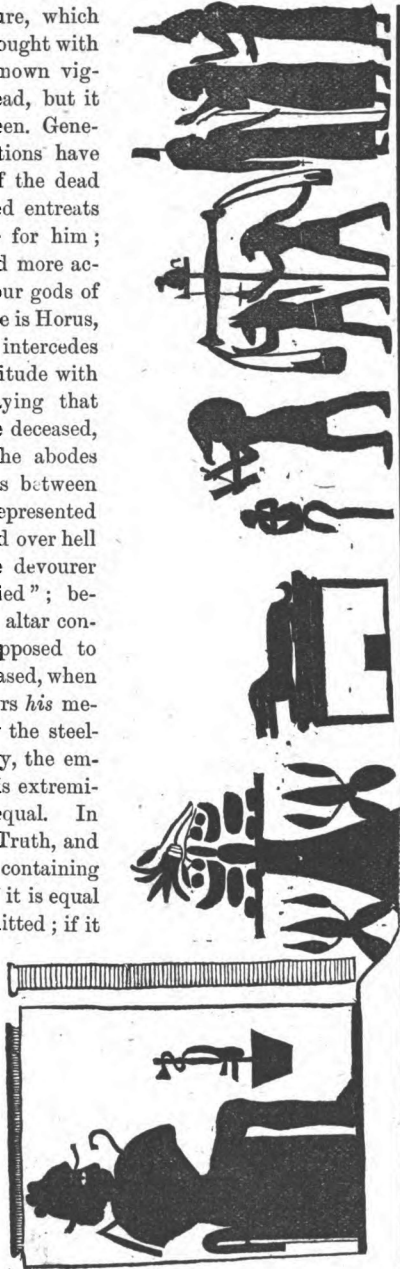 ure, which
ought with
nown vig-
ead, but it
een. Gene-
tions have
f the dead
ed entreats
for him ;
d more ac-
our gods of
e is Horus,
intercedes
titude with
ying that
e deceased,
he abodes
s between
epresented
d over hell
e devourer
ied" ; be-
altar con-
pposed to
ased, when
rs his me-
the steel-
y, the em-
s extremi-
qual. In
Truth, and
containing
it is equal
itted ; if it